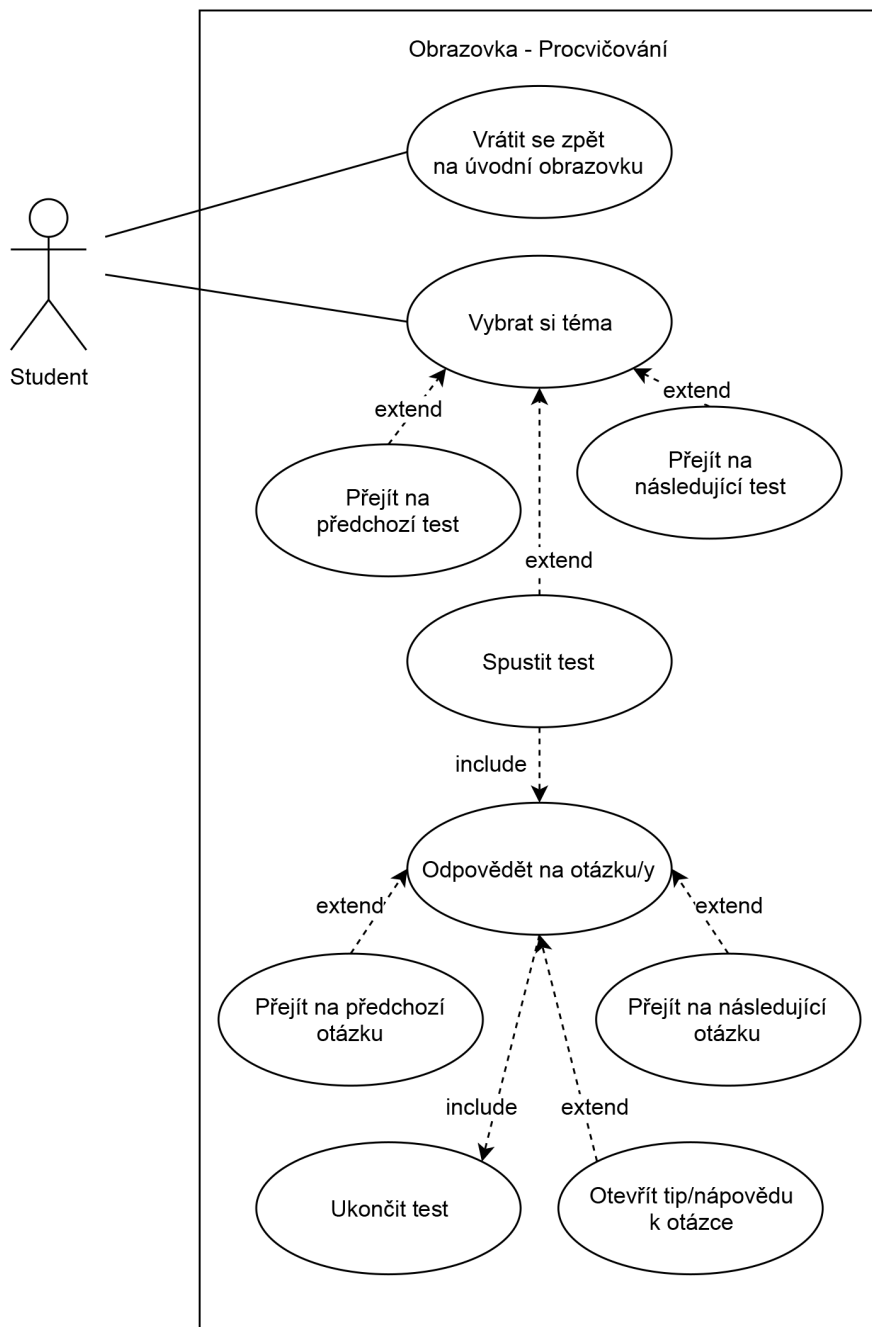 Obrazovka - Procvičování
Vrátit se zpět
na úvodní obrazovku
Student
Vybrat si téma
extend
extend
Přejít na
předchozí test
Přejít na
následující test
extend
Spustit test
include
Odpovědět na otázku/y
extend
extend
Přejít na předchozí
otázku
Přejít na následující
otázku
include
extend
Ukončit test
Otevřít tip/nápovědu
k otázce